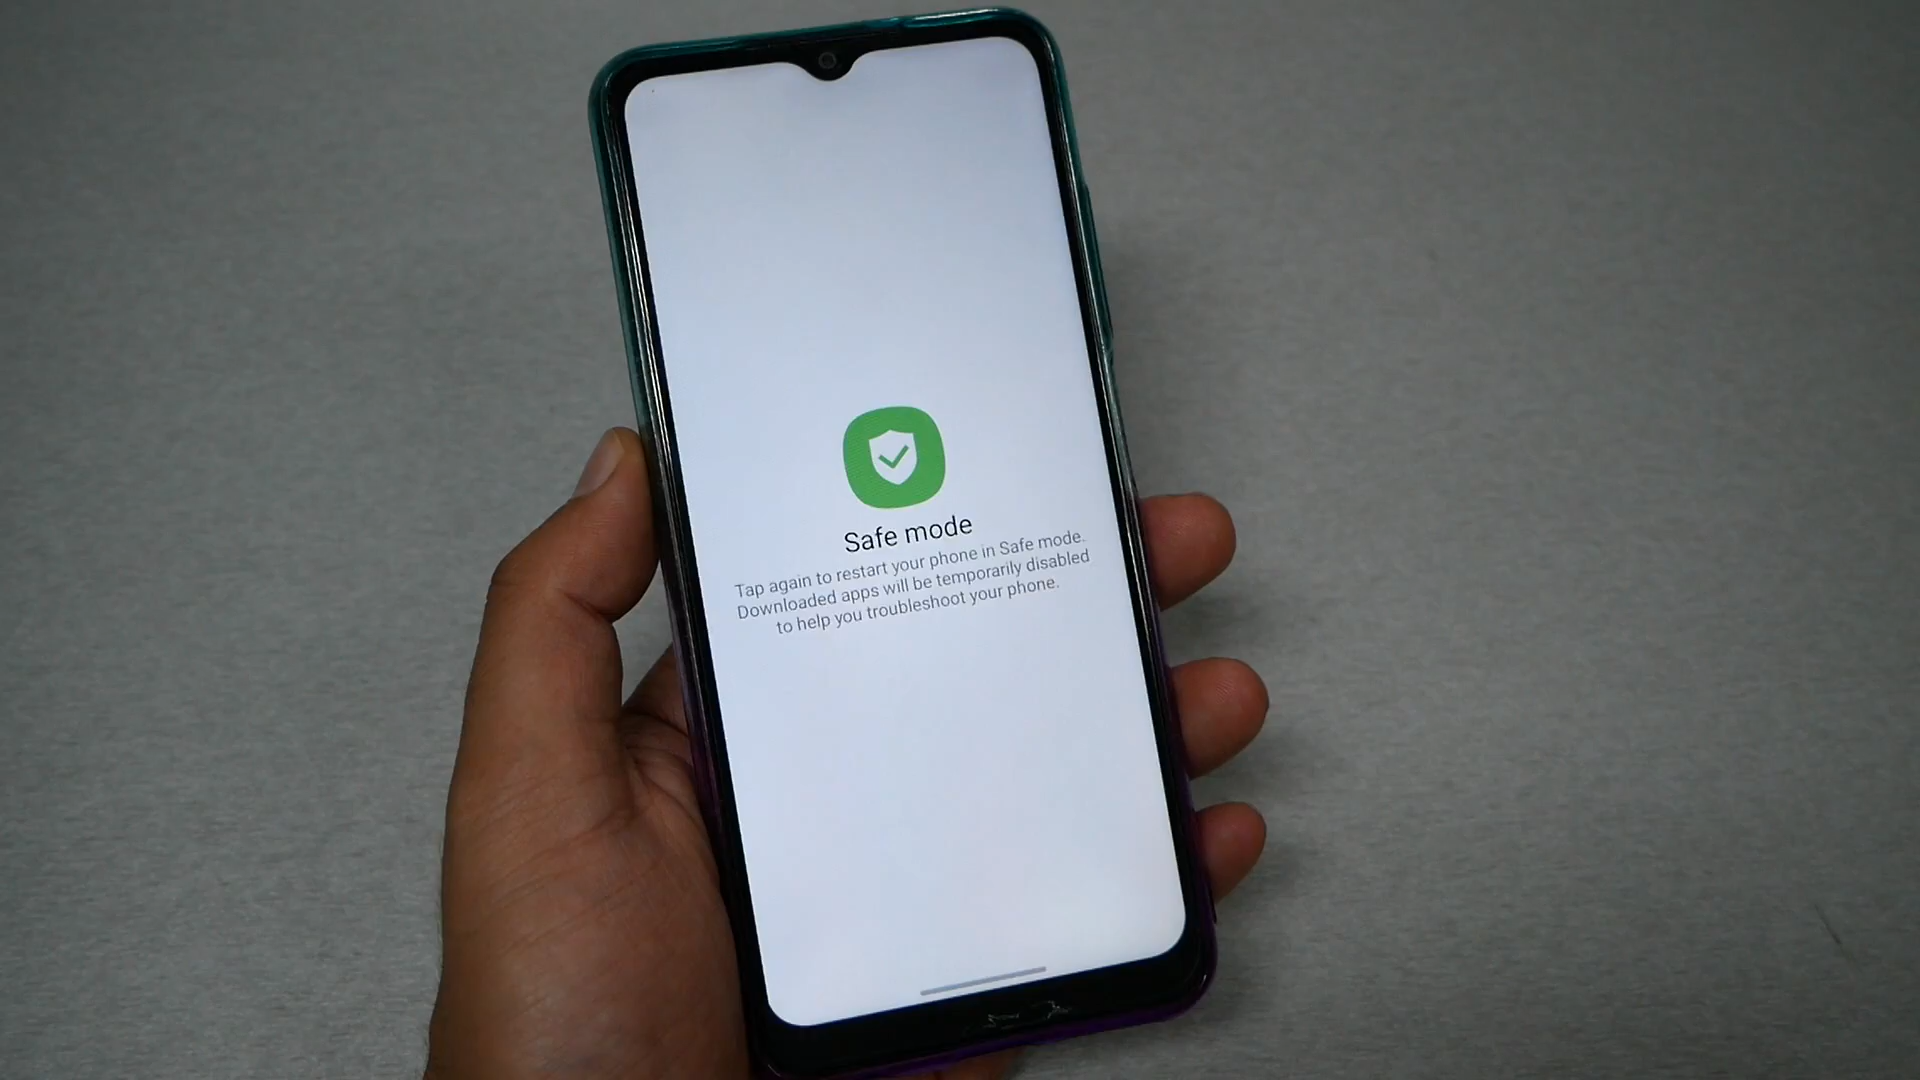 Safe mode
Tap again to restart your phone in Safe mode.
Downloaded apps will be temporarily disabled
to help you troubleshoot your phone.